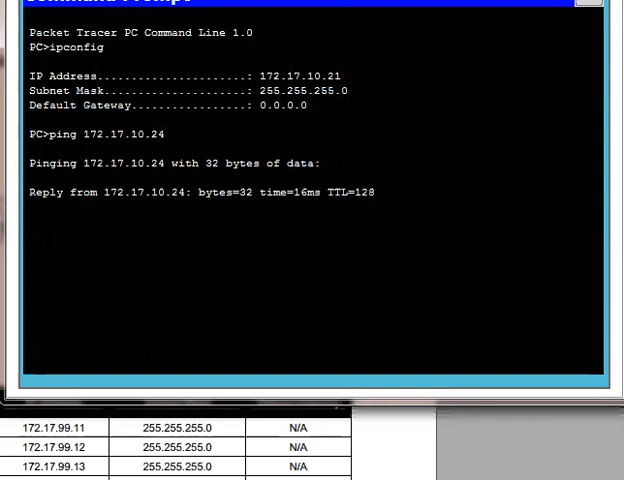 Packet Tracer PC Command Line 1.0
PC>ipconfig
IP Address......................: 172.17.10.21
Subnet Mask.....................: 255.255.255.0
Default Gateway.................: 0.0.0.0
PC>ping 172.17.10.24
Pinging 172.17.10.24 with 32 bytes of data:
Reply from 172.17.10.24: bytes=32 time=16ms TTL=128
172.17.99.11 255.255.255.0 N/A
172.17.99.12 255.255.255.0 N/A
172.17.99.13 255.255.255.0 N/A